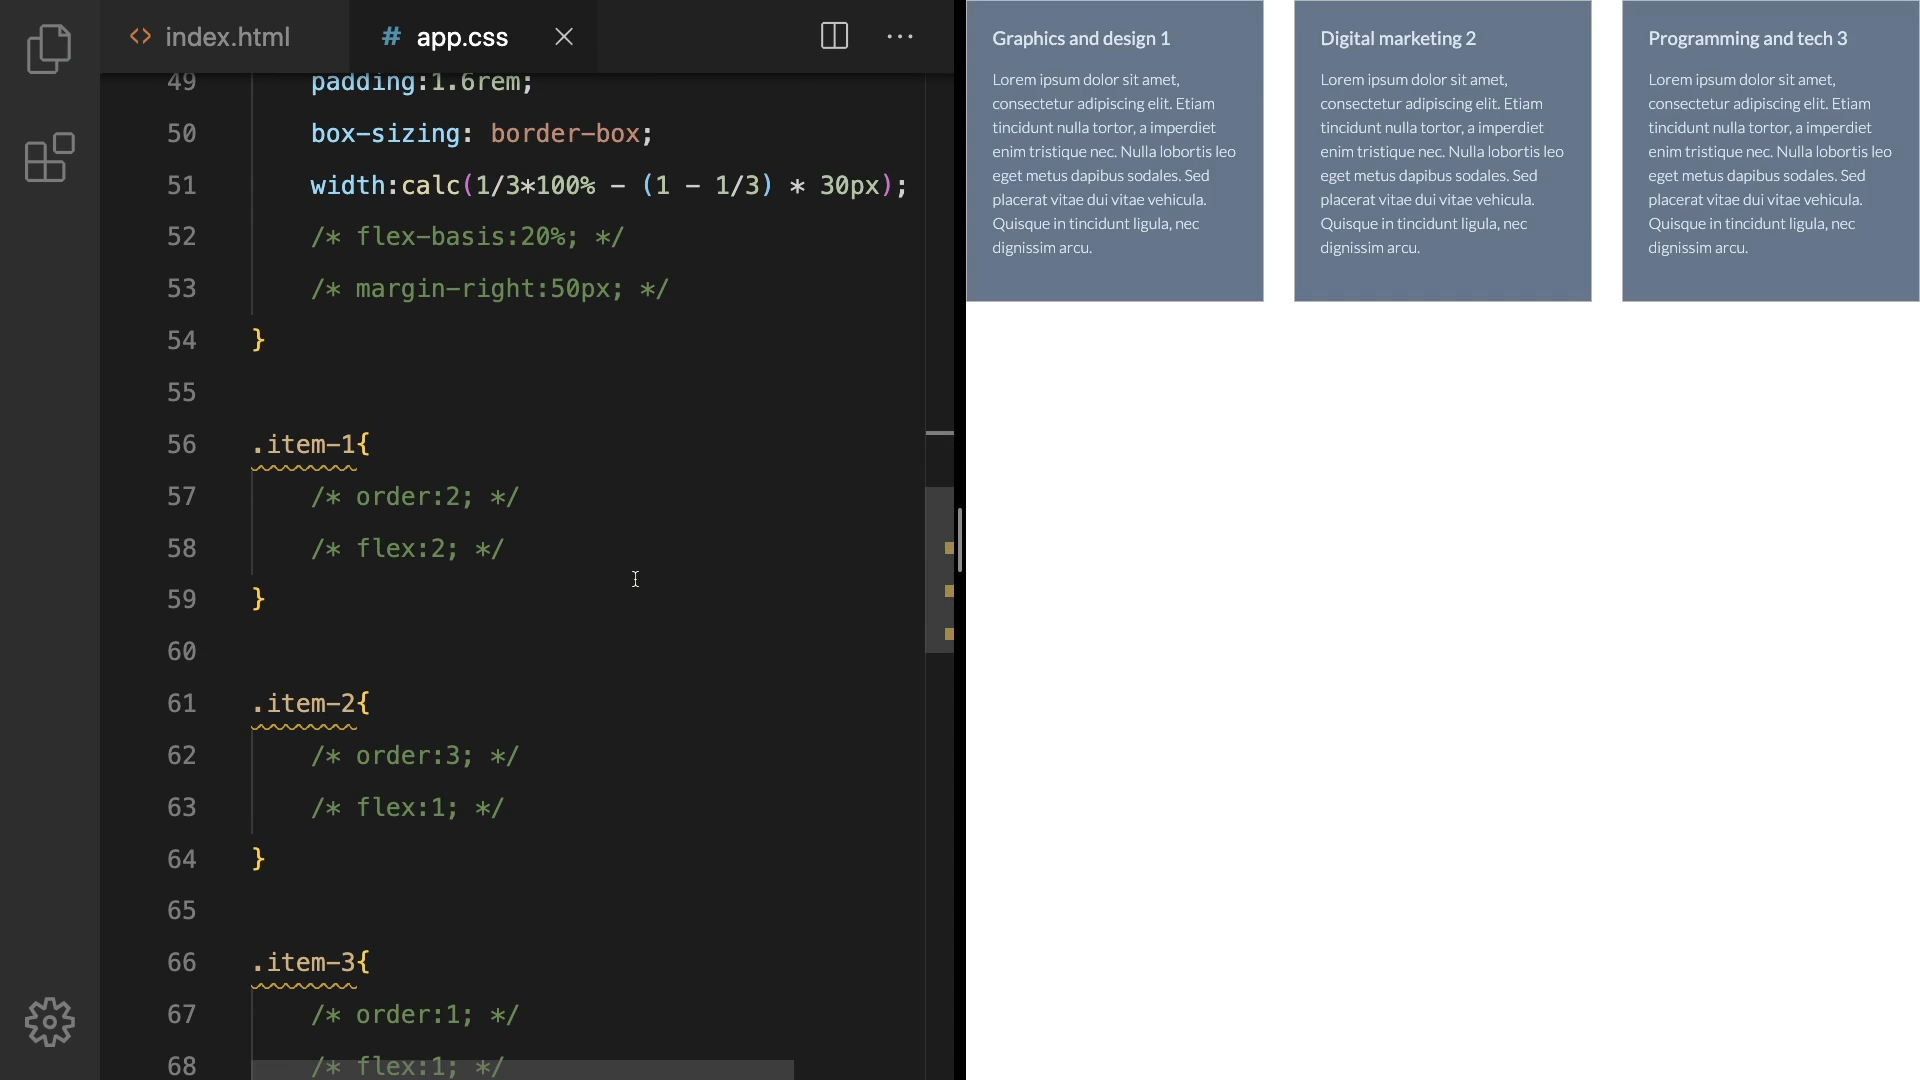 <> index.html
# app.css
49 padding:1.6rem;
50 box-sizing: border-box;
51 width:calc(1/3*100% - (1 - 1/3) * 30px);
52 /* flex-basis:20%; */
53 /* margin-right:50px; */
54 }
55
56 .item-1{
57 /* order:2; */
58 /* flex:2; */
59 }
60
61 .item-2{
62 /* order:3; */
63 /* flex:1; */
64 }
65
66 .item-3{
67 /* order:1; */
68 /* flex:1; */
Graphics and design 1
Lorem ipsum dolor sit amet,
consectetur adipiscing elit. Etiam
tincidunt nulla tortor, a imperdiet
enim tristique nec. Nulla lobortis leo
eget metus dapibus sodales. Sed
placerat vitae dui vitae vehicula.
Quisque in tincidunt ligula, nec
dignissim arcu.
Digital marketing 2
Lorem ipsum dolor sit amet,
consectetur adipiscing elit. Etiam
tincidunt nulla tortor, a imperdiet
enim tristique nec. Nulla lobortis leo
eget metus dapibus sodales. Sed
placerat vitae dui vitae vehicula.
Quisque in tincidunt ligula, nec
dignissim arcu.
Programming and tech 3
Lorem ipsum dolor sit amet,
consectetur adipiscing elit. Etiam
tincidunt nulla tortor, a imperdiet
enim tristique nec. Nulla lobortis leo
eget metus dapibus sodales. Sed
placerat vitae dui vitae vehicula.
Quisque in tincidunt ligula, nec
dignissim arcu.